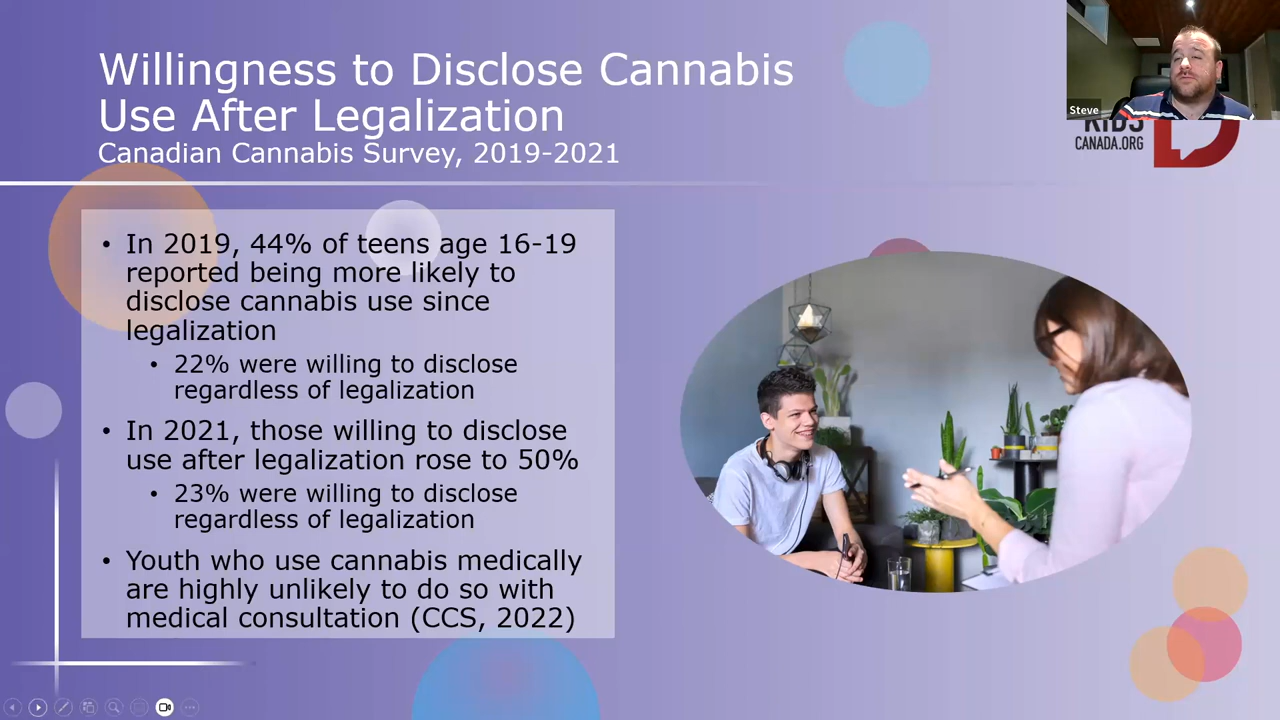 Willingness to Disclose Cannabis
Use After Legalization
Canadian Cannabis Survey, 2019-2021
Steve
KIDS
CANADA.ORG
• In 2019, 44% of teens age 16-19
reported being more likely to
disclose cannabis use since
legalization
• 22% were willing to disclose
regardless of legalization
• In 2021, those willing to disclose
use after legalization rose to 50%
• 23% were willing to disclose
regardless of legalization
• Youth who use cannabis medically
are highly unlikely to do so with
medical consultation (CCS, 2022)